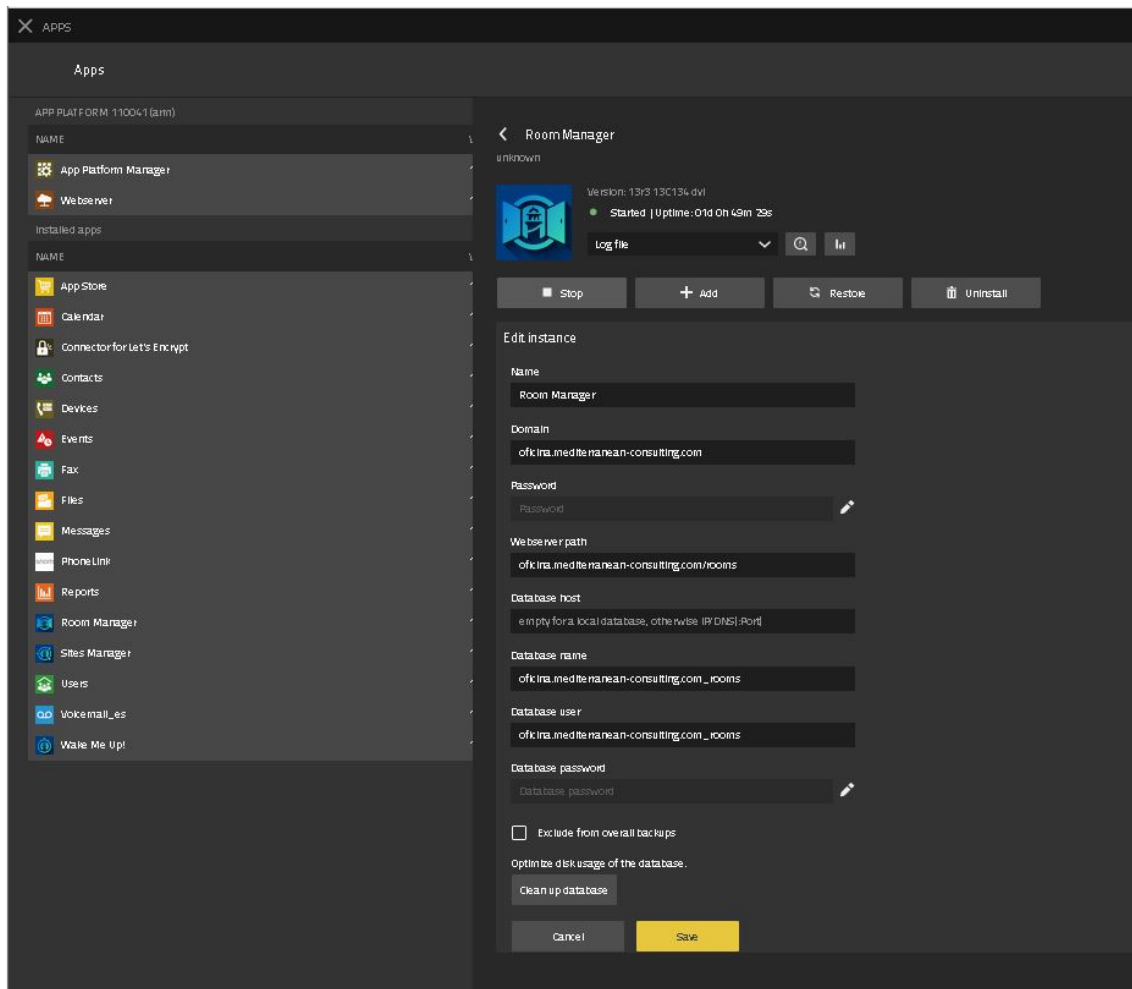 APPS
Apps
APP PLATFORM 110041 (arm)
NAME
App Platform Manager
Webserver
Installed apps
NAME
App Store
Calendar
Connector for Let's Encrypt
Contacts
Devices
Events
Fax
Files
Messages
PhoneLink
Reports
Room Manager
Sites Manager
Users
Voicemail_es
Wake Me Up!
Room Manager
unknown
Version: 13r3 13C134 dvl
Started | Uptime: 01d 0h 49m 29s
Log file
Stop
Add
Restore
Uninstall
Edit instance
Name
Room Manager
Domain
oficina.mediterranean-consulting.com
Password
Password
Webserver path
oficina.mediterranean-consulting.com/rooms
Database host
empty for a local database, otherwise IP/DNS[:Port]
Database name
oficina.mediterranean-consulting.com_rooms
Database user
oficina.mediterranean-consulting.com_rooms
Database password
Database password
Exclude from overall backups
Optimize disk usage of the database.
Clean up database
Cancel
Save